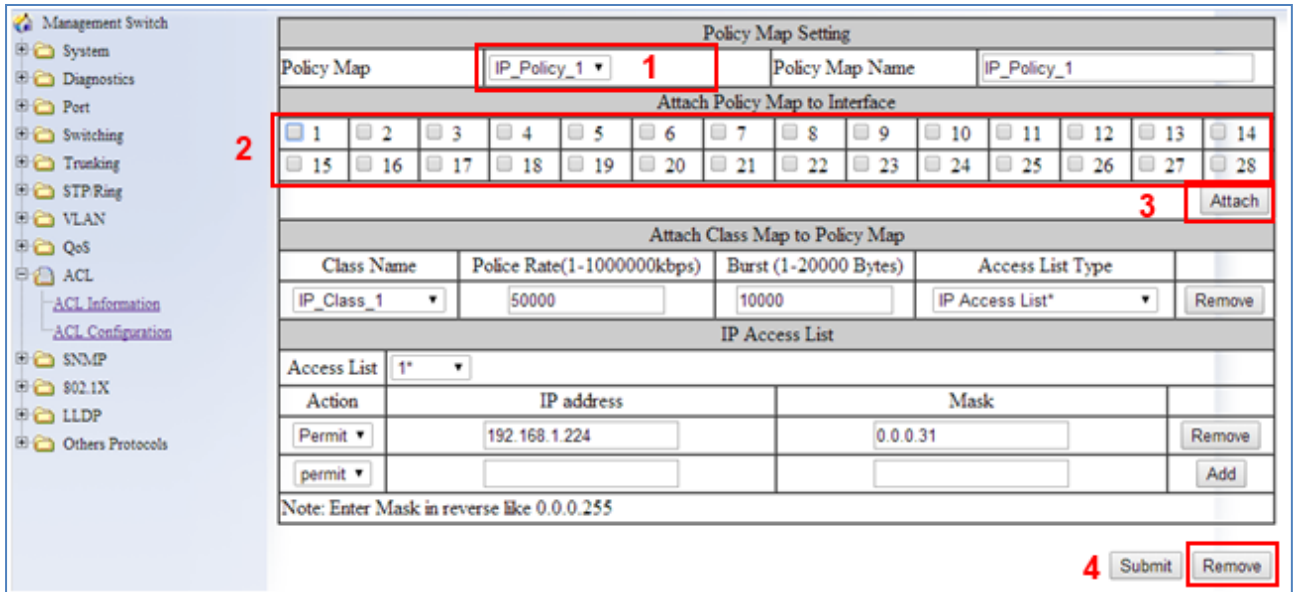 Management Switch
System
Diagnostics
Port
Switching
Trunking
STP/Ring
VLAN
QoS
ACL
ACL Information
ACL Configuration
SNMP
802.1X
LLDP
Others Protocols
Policy Map Setting
Policy Map IP_Policy_1 1 Policy Map Name IP_Policy_1
Attach Policy Map to Interface
2
1 2 3 4 5 6 7 8 9 10 11 12 13 14
15 16 17 18 19 20 21 22 23 24 25 26 27 28
3 Attach
Attach Class Map to Policy Map
Class Name Police Rate(1-1000000kbps) Burst (1-20000 Bytes) Access List Type
IP_Class_1 50000 10000 IP Access List* Remove
IP Access List
Access List 1*
Action IP address Mask
Permit 192.168.1.224 0.0.0.31 Remove
permit Add
Note: Enter Mask in reverse like 0.0.0.255
4 Submit Remove